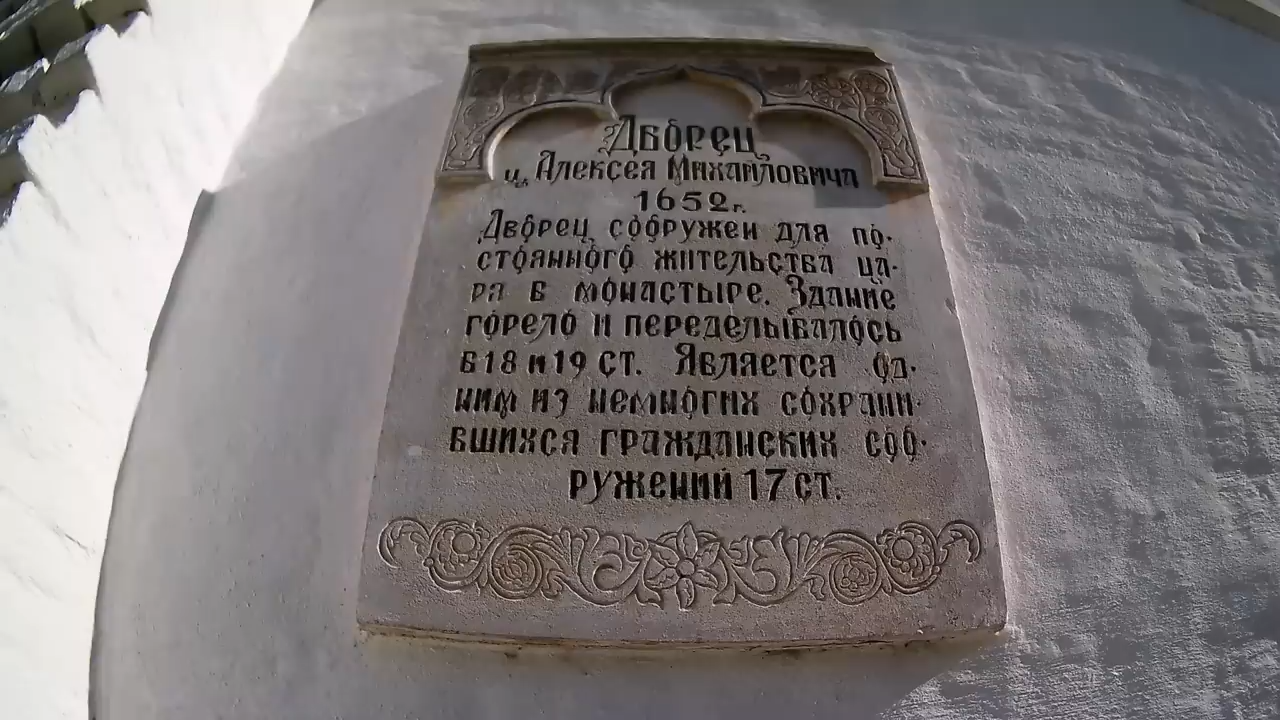 Дворец
ц. Алексея Михайловича
1652 г.
Дворец сооружен для по-
стоянного жительства ца-
ря в монастыре. Здание
горело и переделывалось
в 18 и 19 ст. Является од-
ним из немногих сохрани-
вшихся гражданских соо-
ружений 17 ст.